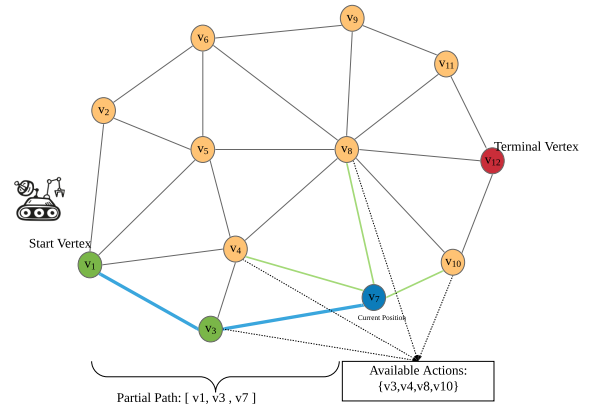 v9
v6
v11
v2
v5
v8
Terminal Vertex
v12
Start Vertex
v4
v1
v10
v7
Current Position
v3
Available Actions:
{v3,v4,v8,v10}
Partial Path: [ v1, v3 , v7 ]